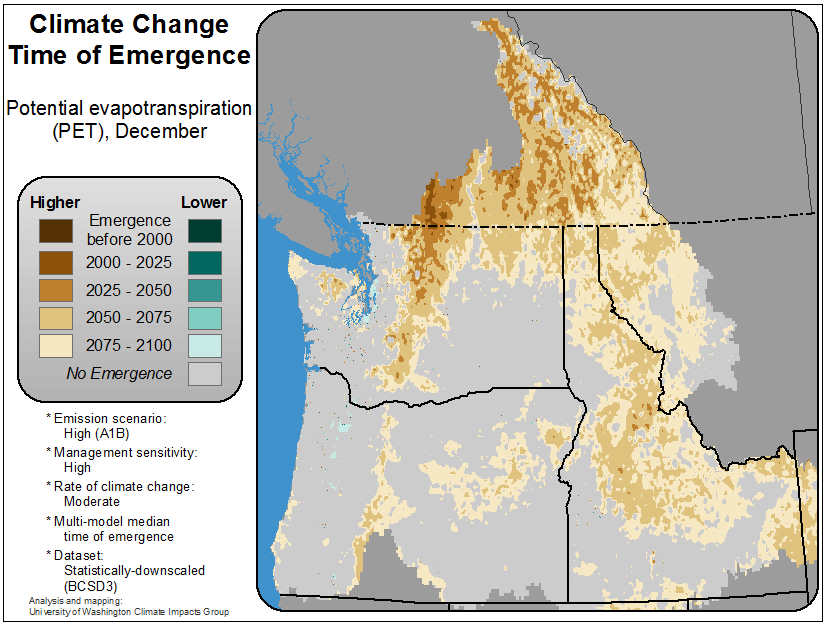 Climate Change
Time of Emergence
Potential evapotranspiration
(PET), December
Higher Lower
Emergence
before 2000
2000 - 2025
2025 - 2050
2050 - 2075
2075 - 2100
No Emergence
* Emission scenario:
High (A1B)
* Management sensitivity:
High
* Rate of climate change:
Moderate
* Multi-model median
time of emergence
* Dataset:
Statistically-downscaled
(BCSD3)
Analysis and mapping:
University of Washington Climate Impacts Group